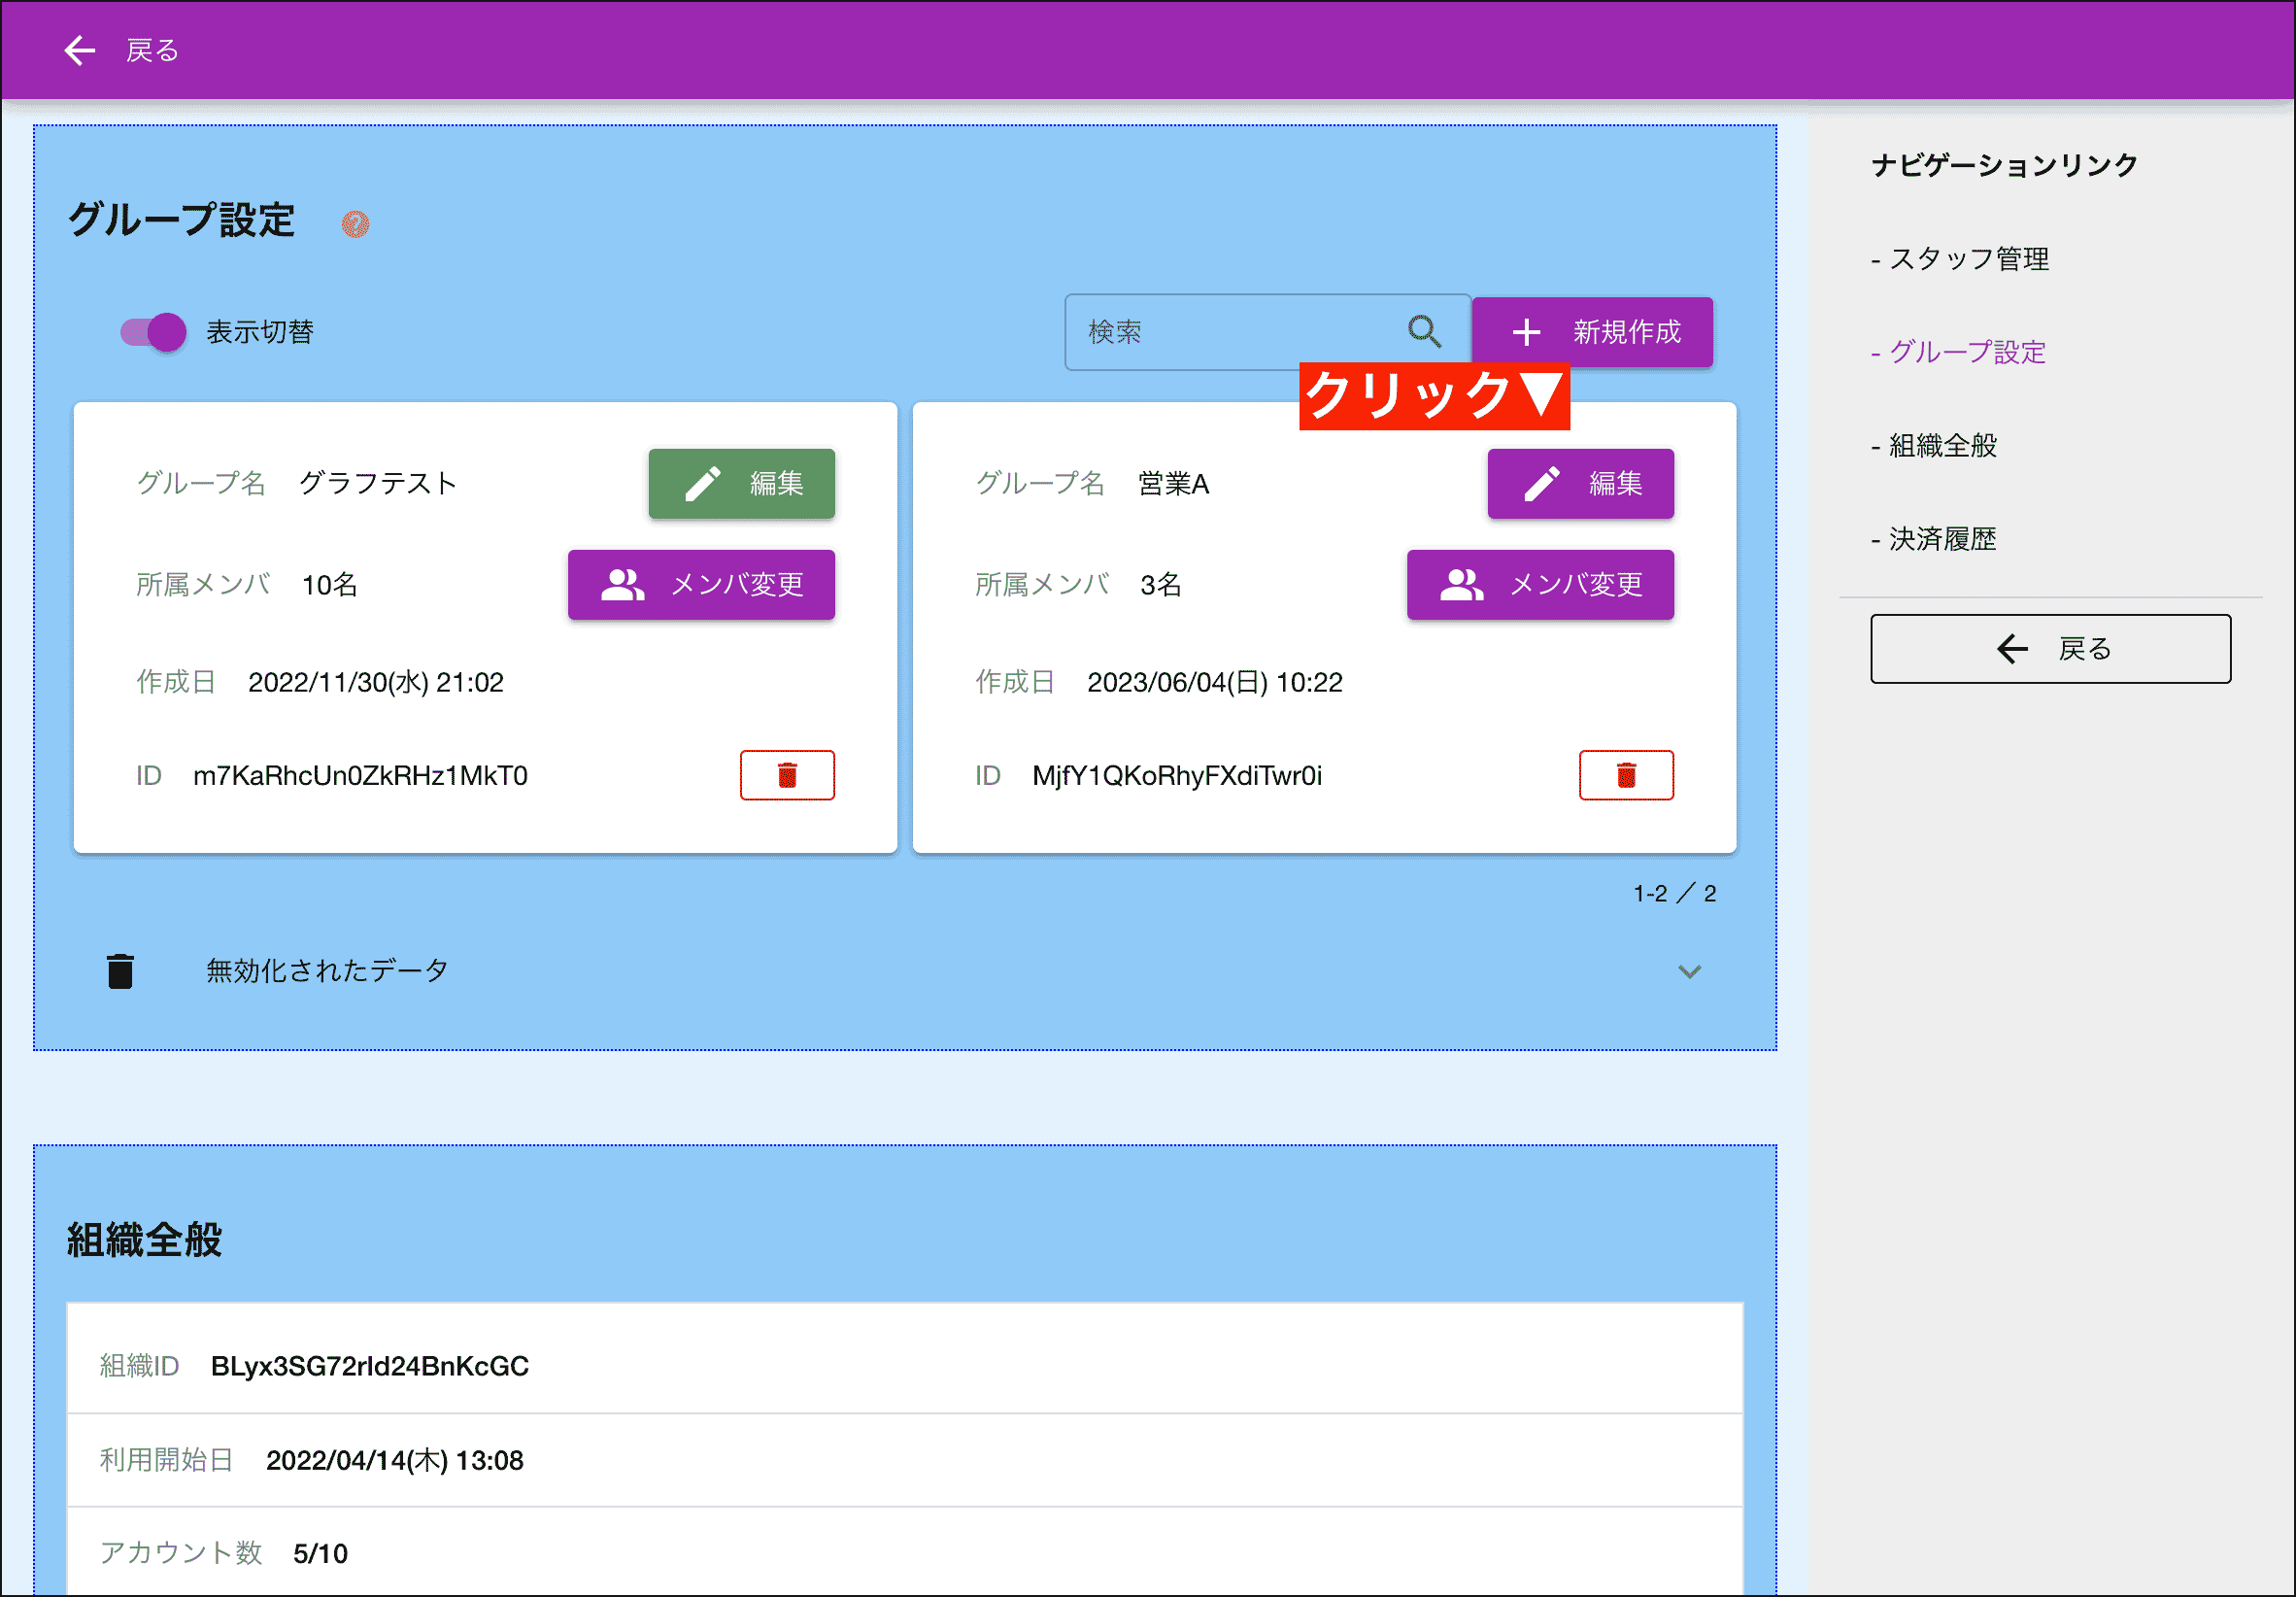 戻る
グループ設定
表示切替
検索
新規作成
クリック▼
グループ名 グラフテスト
編集
所属メンバ 10名
メンバ変更
作成日 2022/11/30(水) 21:02
ID m7KaRhcUn0ZkRHz1MkT0
グループ名 営業A
編集
所属メンバ 3名
メンバ変更
作成日 2023/06/04(日) 10:22
ID MjfY1QKoRhyFXdiTwr0i
1-2 ／ 2
無効化されたデータ
組織全般
組織ID BLyx3SG72rId24BnKcGC
利用開始日 2022/04/14(木) 13:08
アカウント数 5/10
ナビゲーションリンク
- スタッフ管理
- グループ設定
- 組織全般
- 決済履歴
戻る